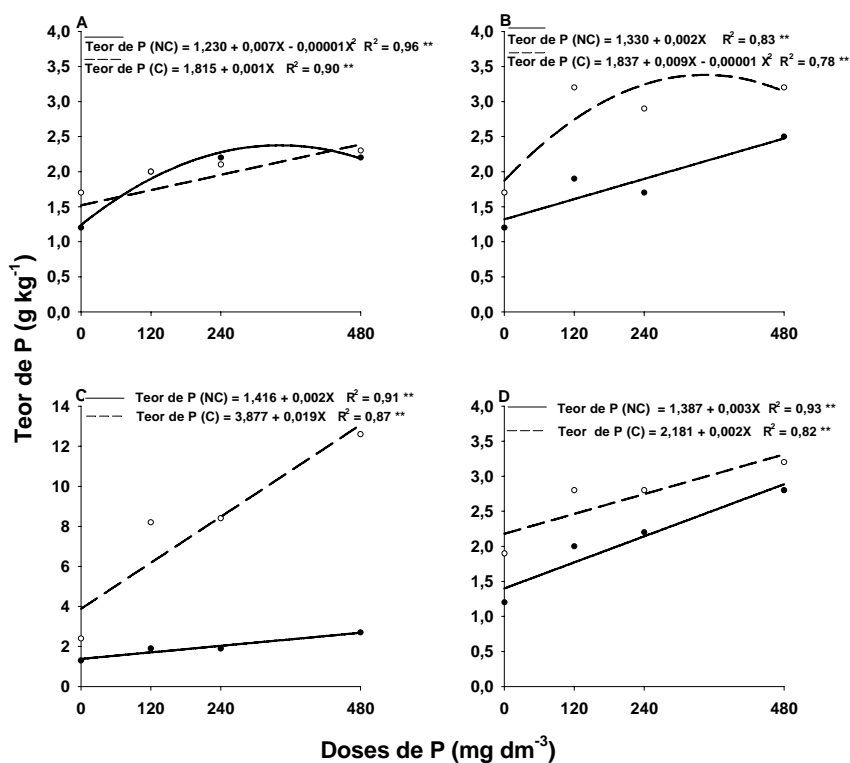 A
Teor de P (NC) = 1,230 + 0,007X - 0,00001X² R² = 0,96 **
Teor de P (C) = 1,815 + 0,001X R² = 0,90 **
4,0
3,5
3,0
2,5
2,0
1,5
1,0
0,5
0,0
0 120 240 480
B
Teor de P (NC) = 1,330 + 0,002X R² = 0,83 **
Teor de P (C) = 1,837 + 0,009X - 0,00001 X² R² = 0,78 **
4,0
3,5
3,0
2,5
2,0
1,5
1,0
0,5
0,0
0 120 240 480
Teor de P (g kg⁻¹)
C
Teor de P (NC) = 1,416 + 0,002X R² = 0,91 **
Teor de P (C) = 3,877 + 0,019X R² = 0,87 **
14
12
10
8
6
4
2
0
0 120 240 480
D
Teor de P (NC) = 1,387 + 0,003X R² = 0,93 **
Teor de P (C) = 2,181 + 0,002X R² = 0,82 **
4,0
3,5
3,0
2,5
2,0
1,5
1,0
0,5
0,0
0 120 240 480
Doses de P (mg dm⁻³)